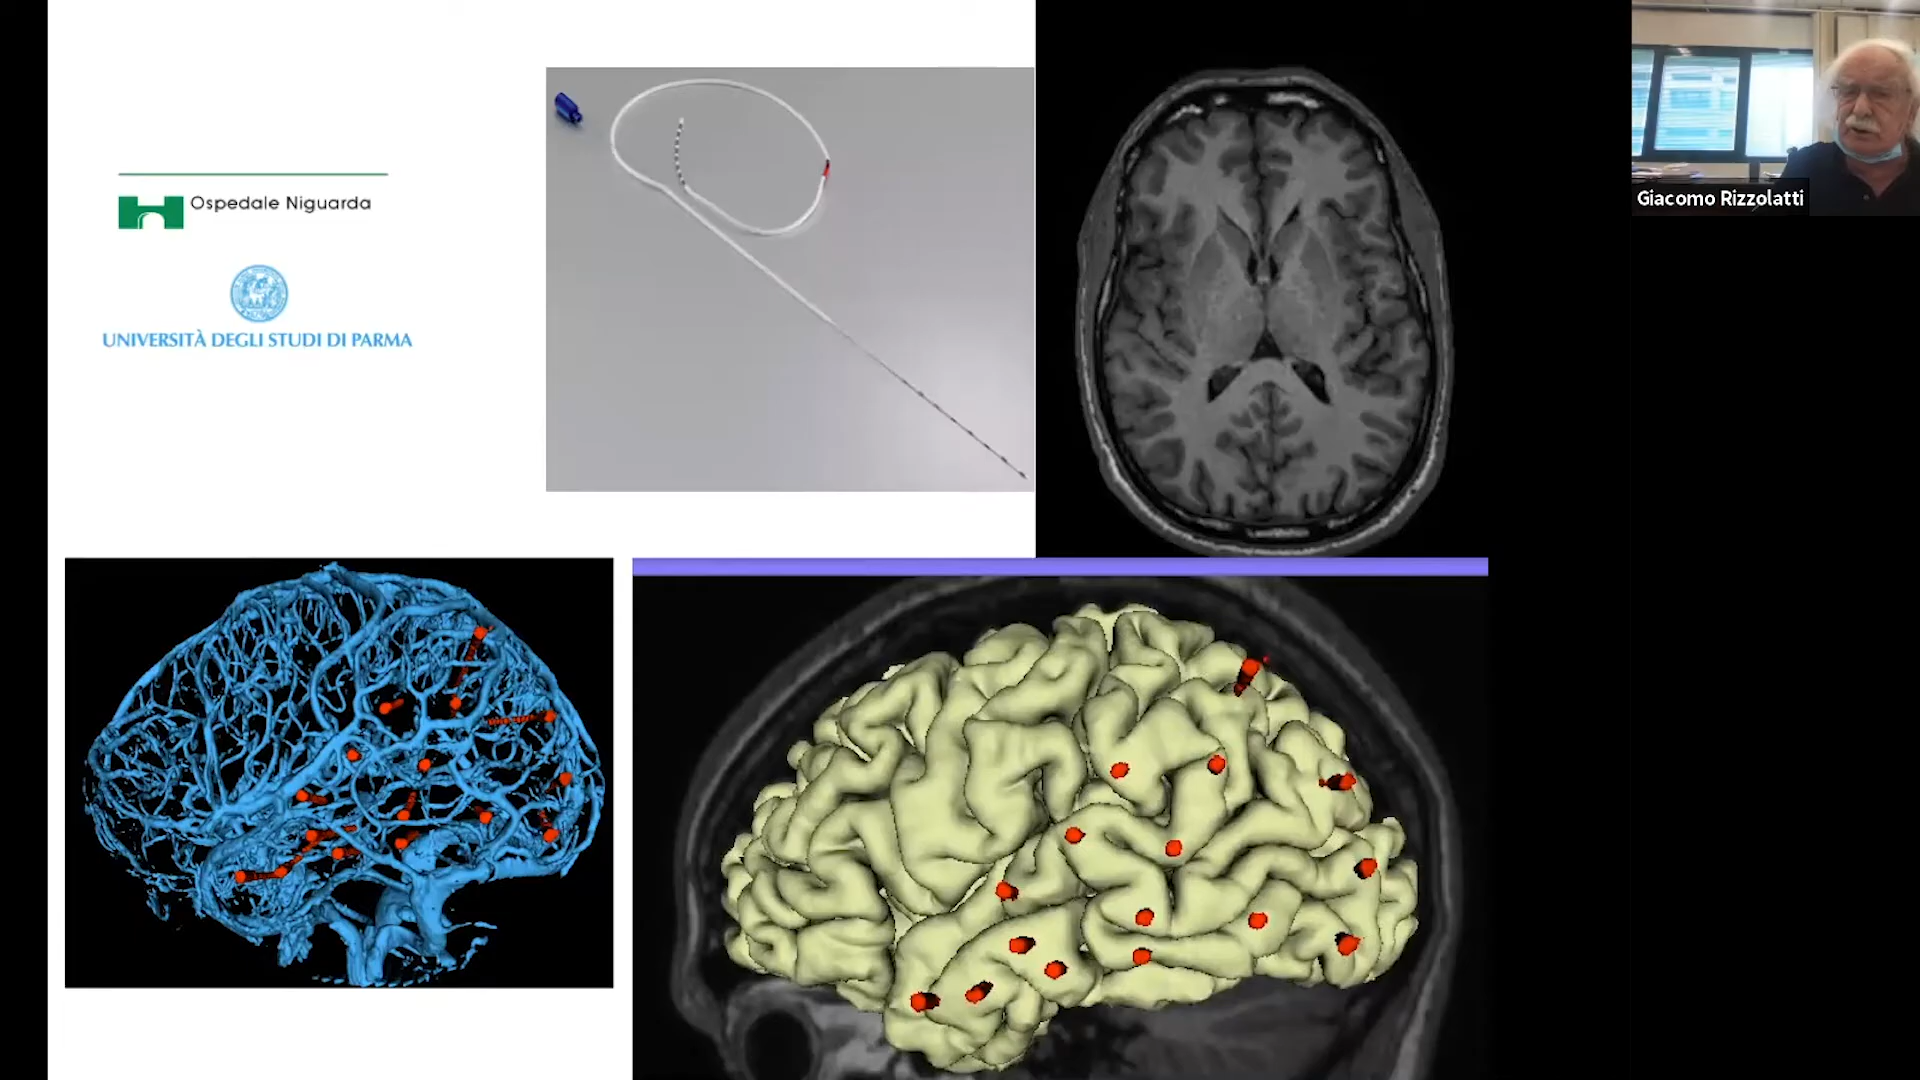 Ospedale Niguarda
UNIVERSITÀ DEGLI STUDI DI PARMA
Giacomo Rizzolatti